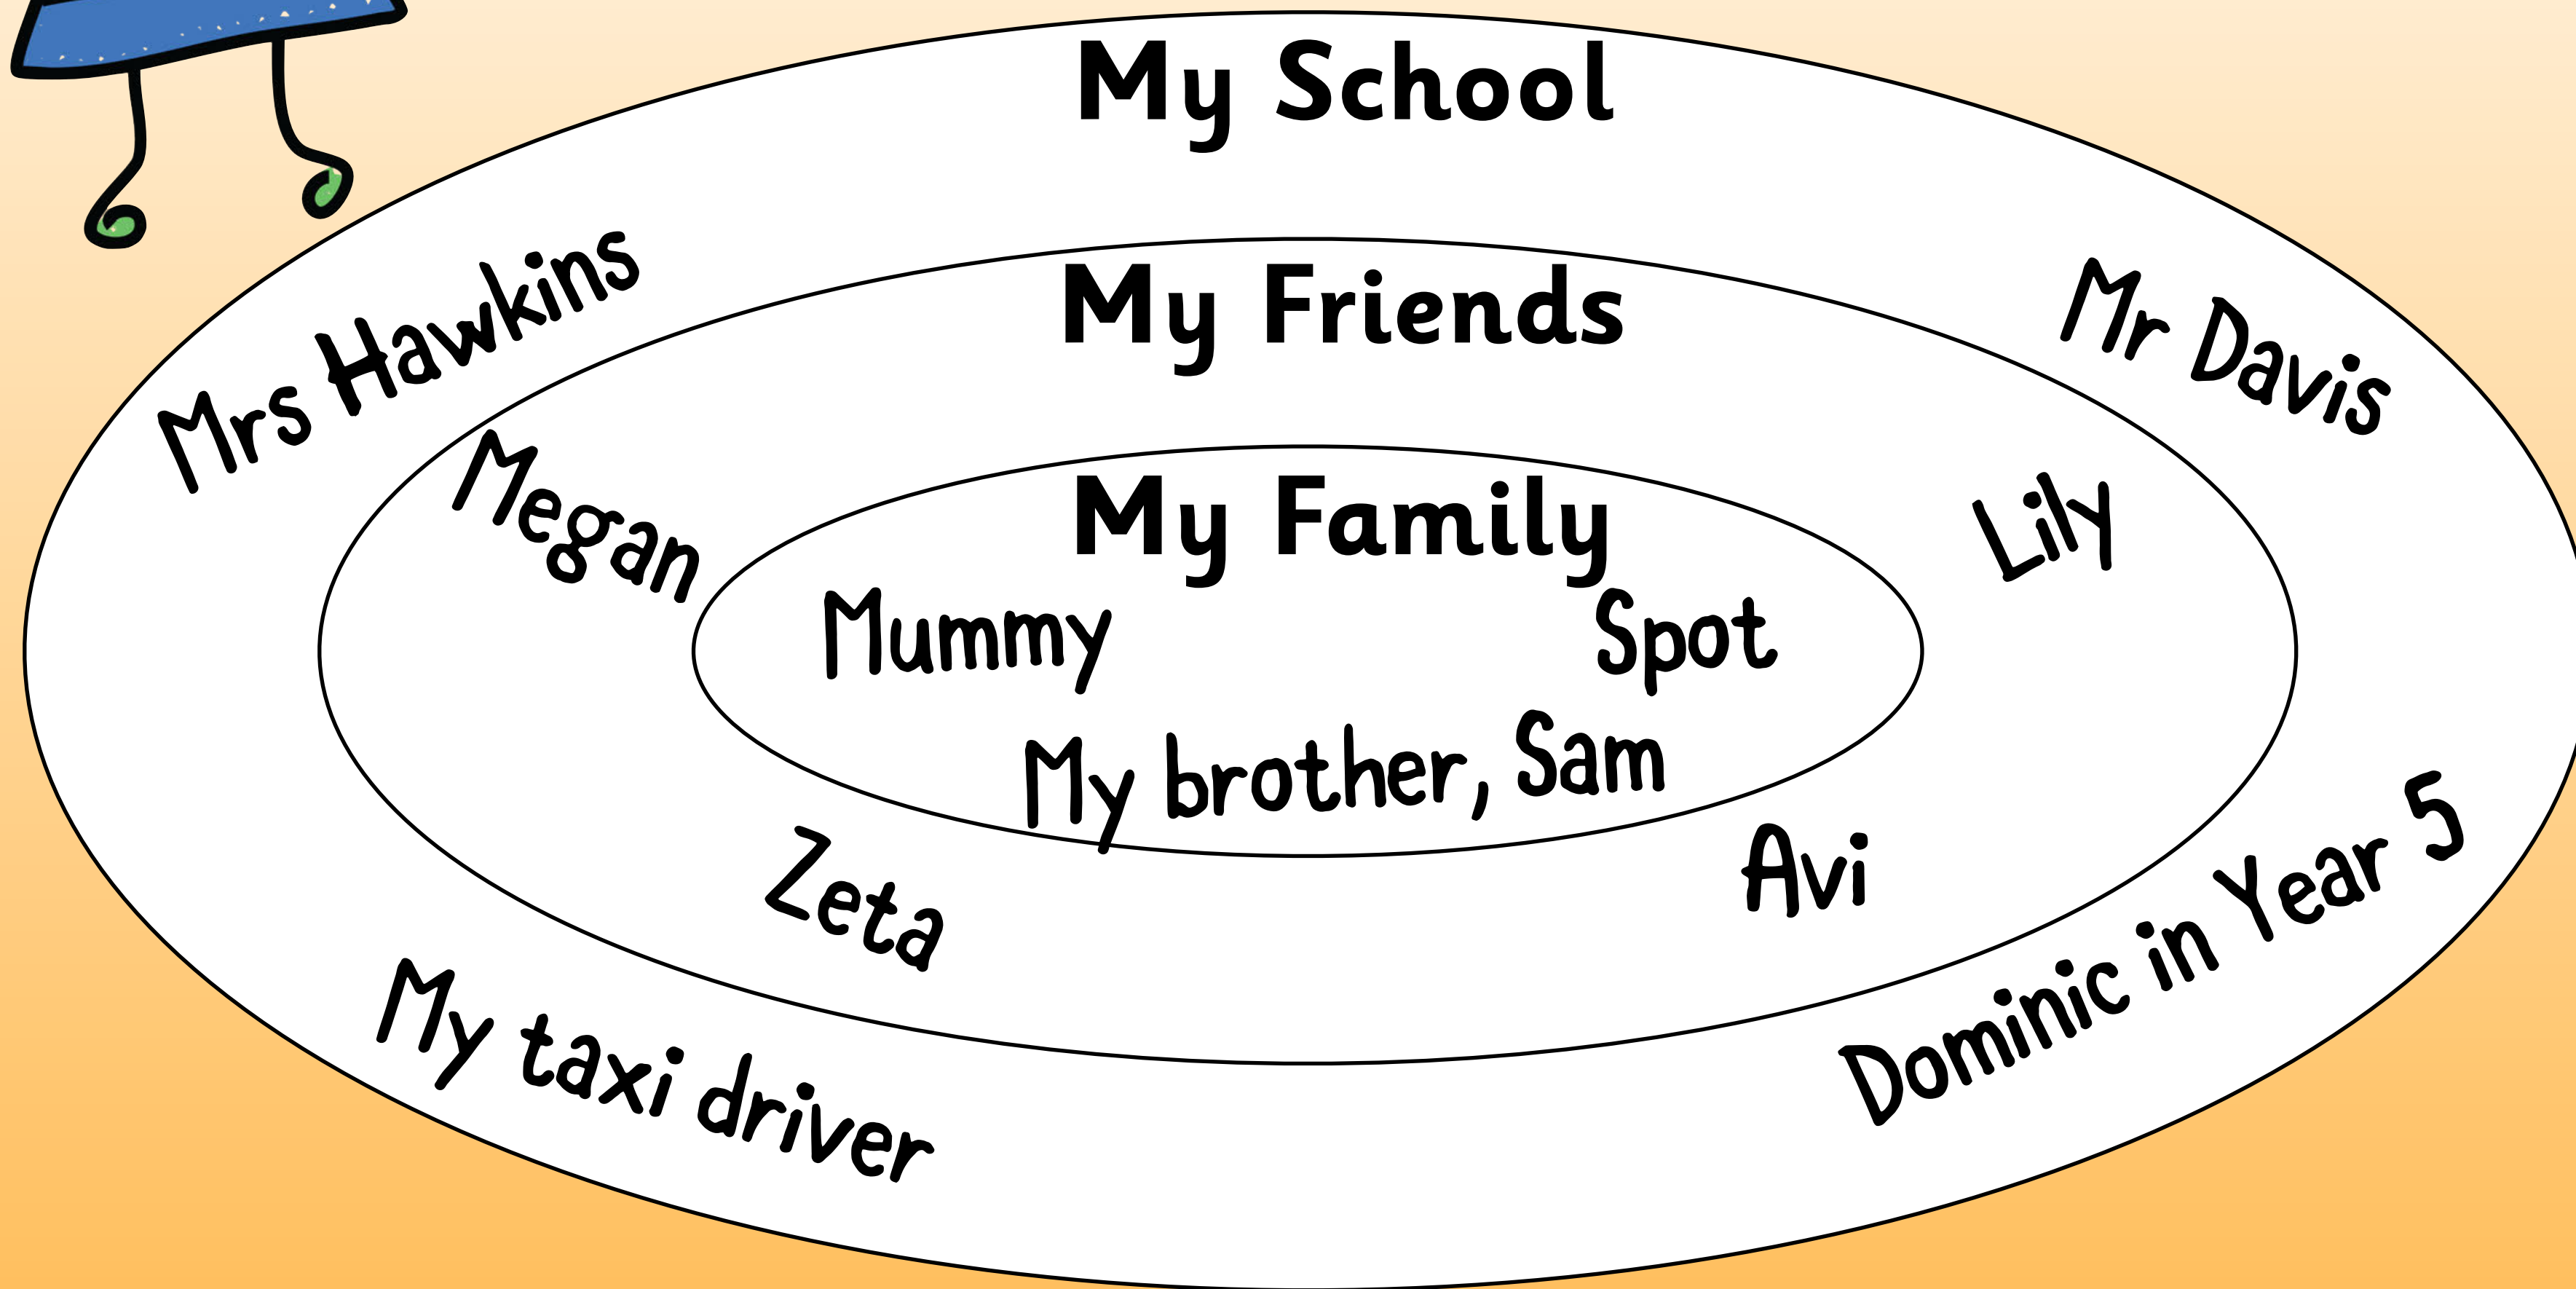 My School
Mrs Hawkins
Mr Davis
My Friends
Megan
Lily
My Family
Mummy
Spot
My brother, Sam
Zeta
Avi
My taxi driver
Dominic in Year 5